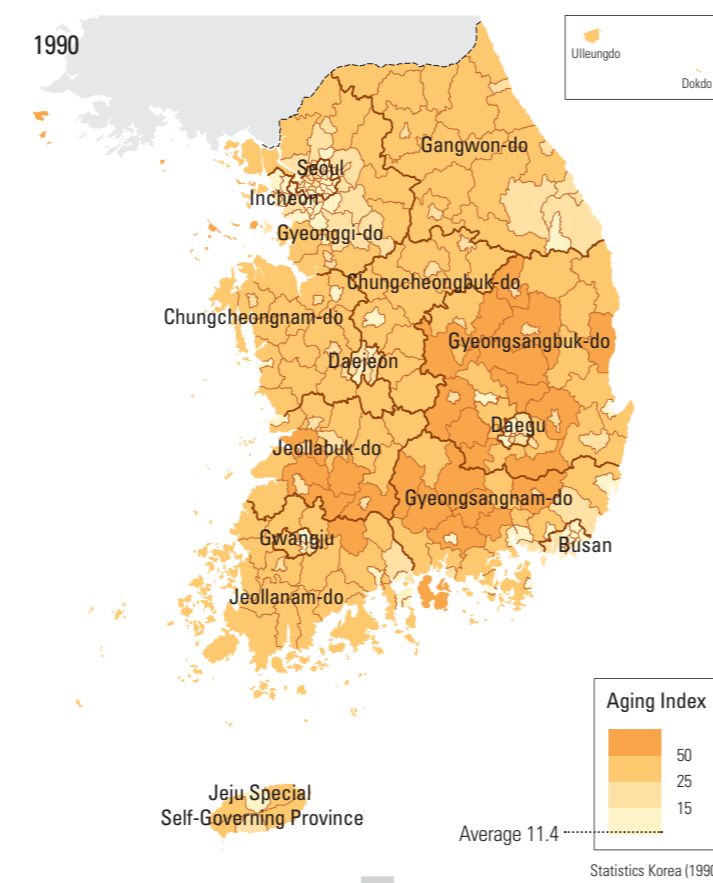 1990
Ulleungdo
Dokdo
Gangwon-do
Seoul
Incheon
Gyeonggi-do
Chungcheongbuk-do
Chungcheongnam-do
Gyeongsangbuk-do
Daejeon
Daegu
Jeollabuk-do
Gyeongsangnam-do
Gwangju
Busan
Jeollanam-do
Aging Index
50
25
15
Jeju Special
Self-Governing Province
Average 11.4
Statistics Korea (1990